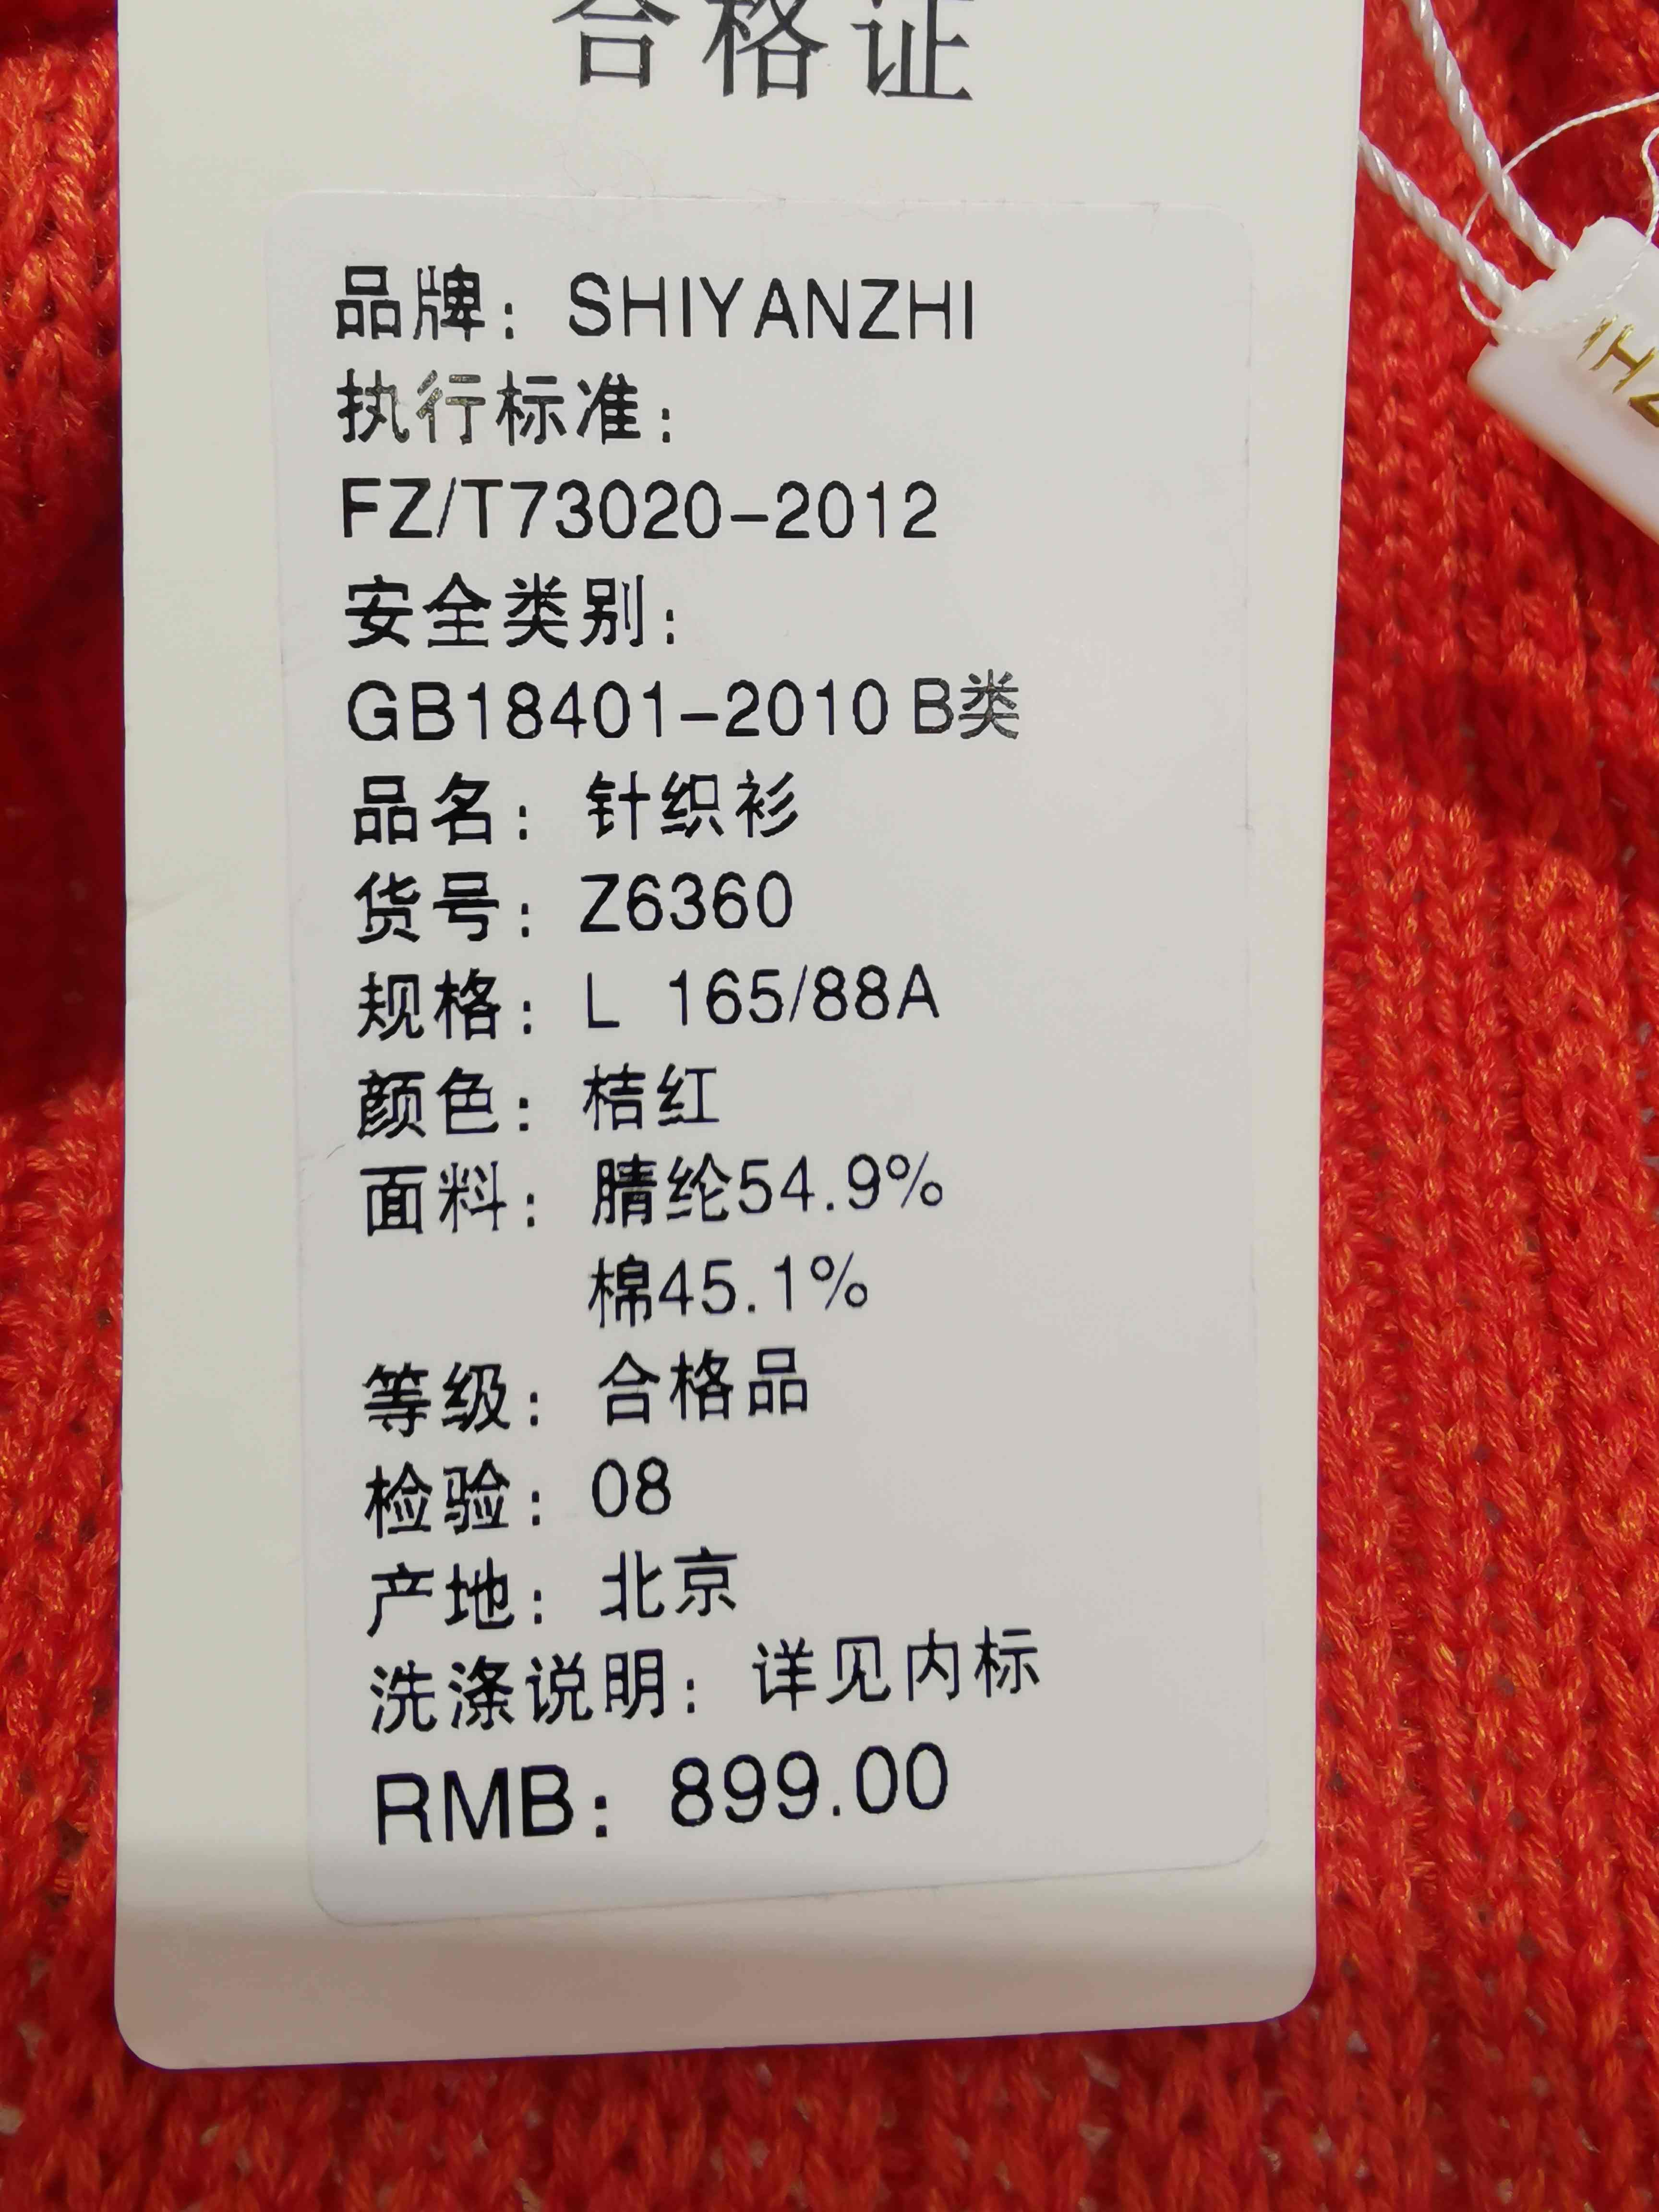 合格证
品牌：SHIYANZHI
执行标准：
FZ/T73020-2012
安全类别：
GB18401-2010 B类
品名：针织衫
货号：Z6360
规格：L 165/88A
颜色：桔红
面料：腈纶54.9%
棉45.1%
等级：合格品
检验：08
产地：北京
洗涤说明：详见内标
RMB：899.00